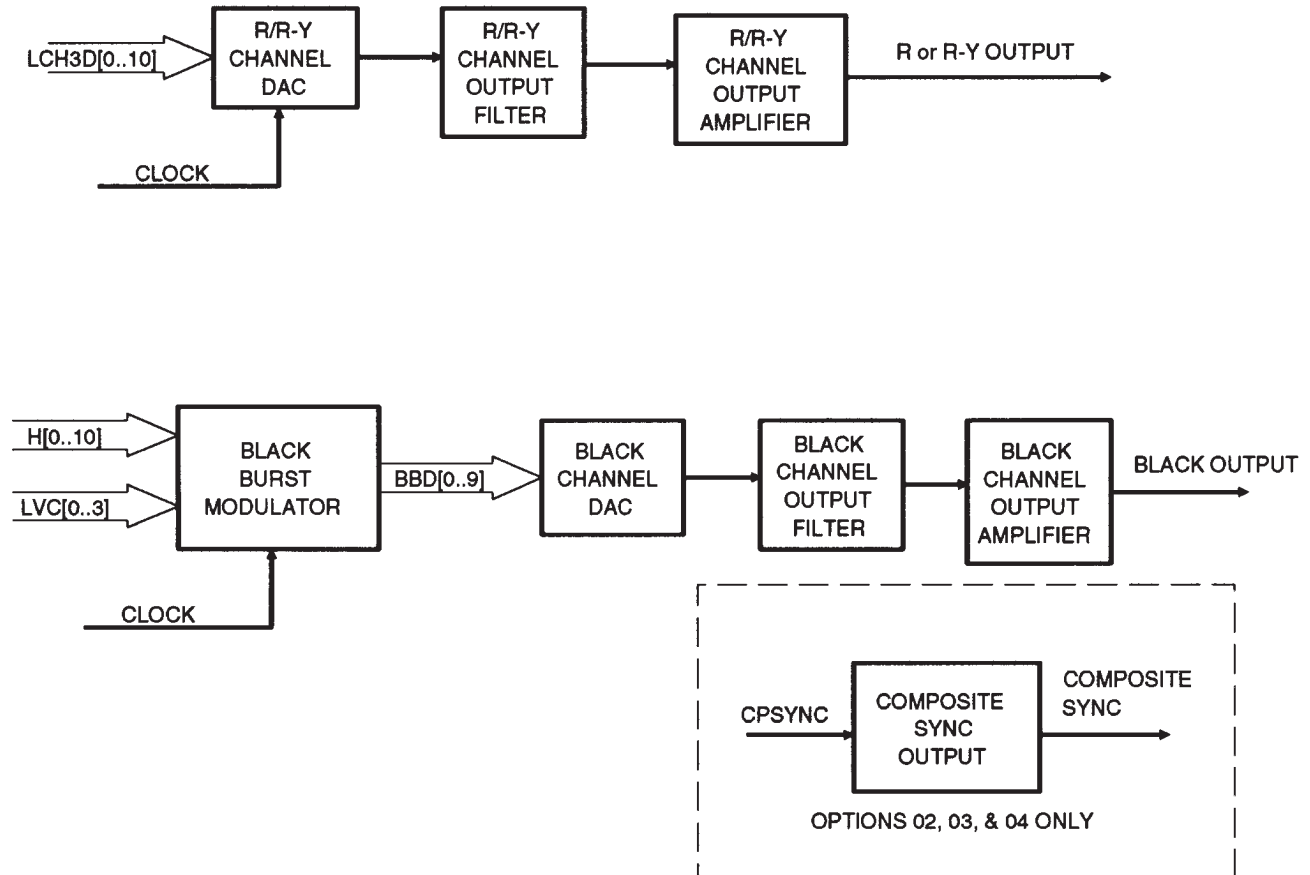 LCH3D[0..10]
R/R-Y
CHANNEL
DAC
R/R-Y
CHANNEL
OUTPUT
FILTER
R/R-Y
CHANNEL
OUTPUT
AMPLIFIER
R or R-Y OUTPUT
CLOCK
H[0..10]
LVC[0..3]
BLACK
BURST
MODULATOR
BBD[0..9]
BLACK
CHANNEL
DAC
BLACK
CHANNEL
OUTPUT
FILTER
BLACK
CHANNEL
OUTPUT
AMPLIFIER
BLACK OUTPUT
CLOCK
CPSYNC
COMPOSITE
SYNC
OUTPUT
COMPOSITE
SYNC
OPTIONS 02, 03, & 04 ONLY